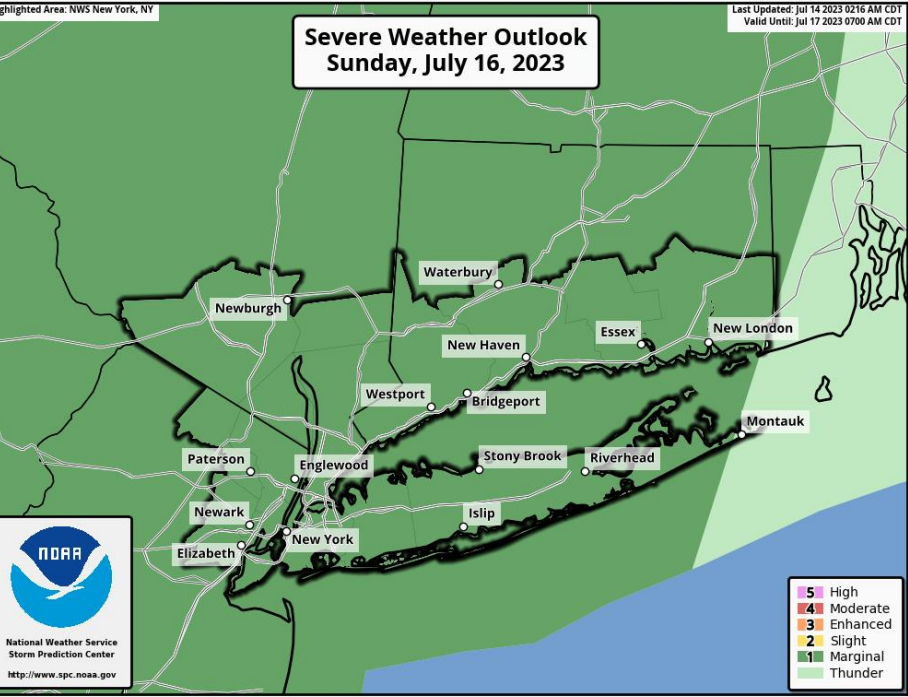 ghlighted Area: NWS New York, NY
Last Updated: Jul 14 2023 0216 AM CDT
Valid Until: Jul 17 2023 0700 AM CDT
Severe Weather Outlook
Sunday, July 16, 2023
Waterbury
Newburgh
Essex
New London
New Haven
Westport
Bridgeport
Montauk
Paterson
Englewood
Stony Brook
Riverhead
Newark
Islip
New York
Elizabeth
NOAA
National Weather Service
Storm Prediction Center
http://www.spc.noaa.gov
5 High
4 Moderate
3 Enhanced
2 Slight
1 Marginal
Thunder